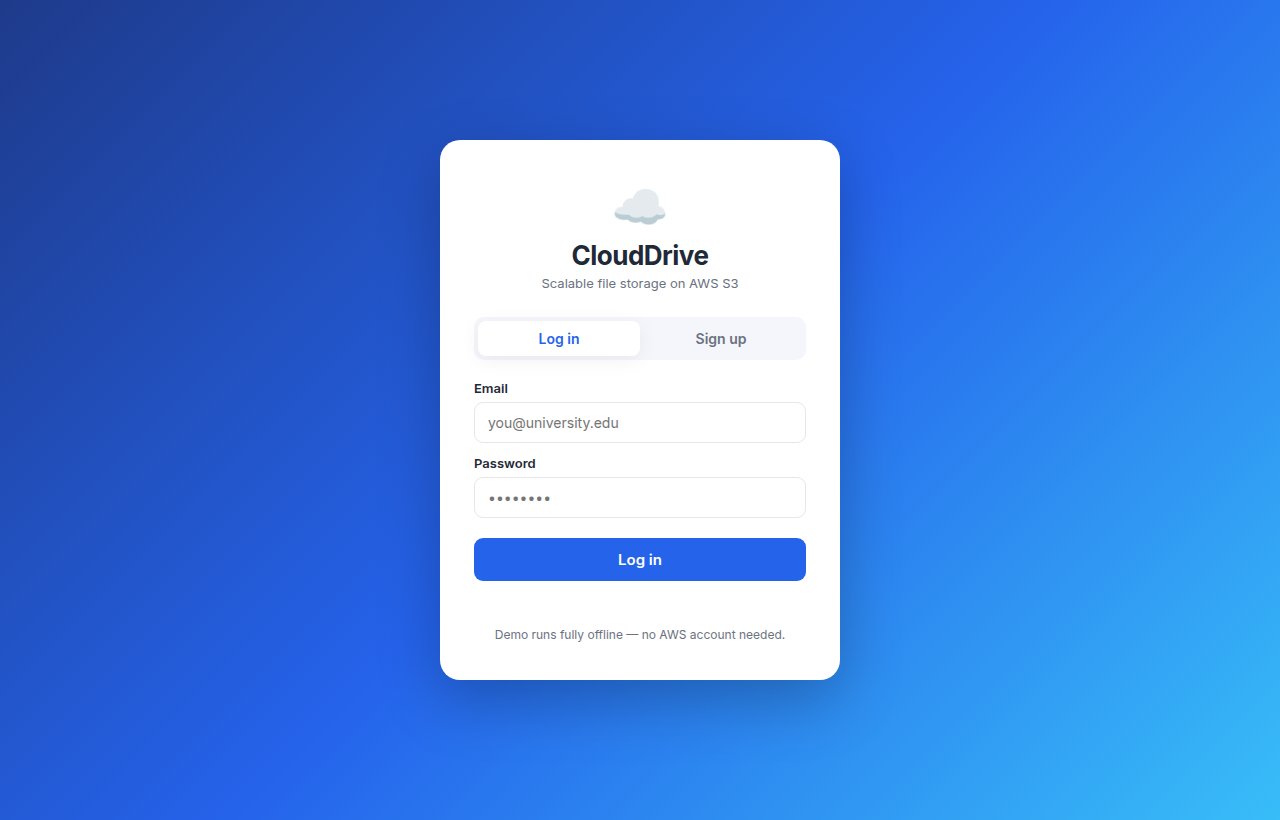 CloudDrive
Scalable file storage on AWS S3
Log in
Sign up
Email
you@university.edu
Password
••••••••
Log in
Demo runs fully offline — no AWS account needed.